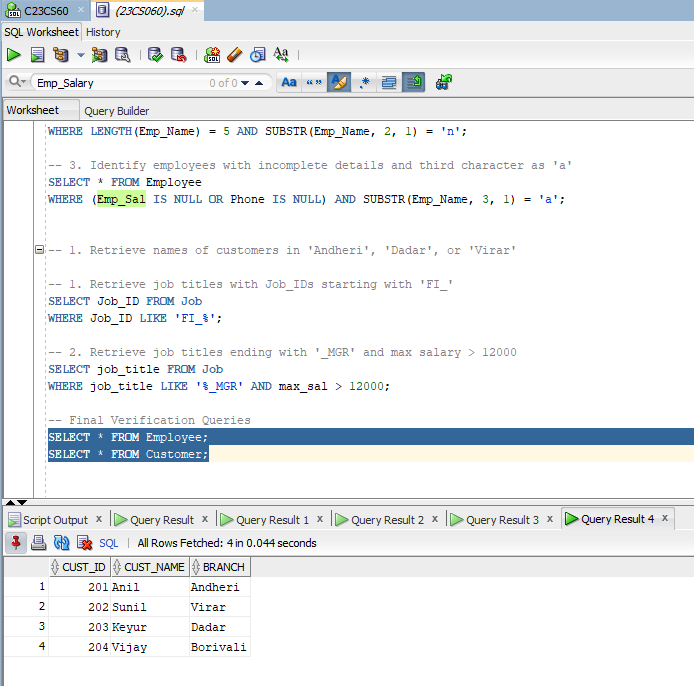 C23CS60 × (23CS060).sql ×
SQL Worksheet History
SQL
Aa
Emp_Salary 0 of 0 Aa “ ” .*
Worksheet Query Builder
WHERE LENGTH(Emp_Name) = 5 AND SUBSTR(Emp_Name, 2, 1) = 'n';
-- 3. Identify employees with incomplete details and third character as 'a'
SELECT * FROM Employee
WHERE (Emp_Sal IS NULL OR Phone IS NULL) AND SUBSTR(Emp_Name, 3, 1) = 'a';
-- 1. Retrieve names of customers in 'Andheri', 'Dadar', or 'Virar'
-- 1. Retrieve job titles with Job_IDs starting with 'FI_'
SELECT Job_ID FROM Job
WHERE Job_ID LIKE 'FI_%';
-- 2. Retrieve job titles ending with '_MGR' and max salary > 12000
SELECT job_title FROM Job
WHERE job_title LIKE '%_MGR' AND max_sal > 12000;
-- Final Verification Queries
SELECT * FROM Employee;
SELECT * FROM Customer;
Script Output × Query Result × Query Result 1 × Query Result 2 × Query Result 3 × Query Result 4 ×
SQL All Rows Fetched: 4 in 0.044 seconds
CUST_ID CUST_NAME BRANCH
1 201 Anil Andheri
2 202 Sunil Virar
3 203 Keyur Dadar
4 204 Vijay Borivali